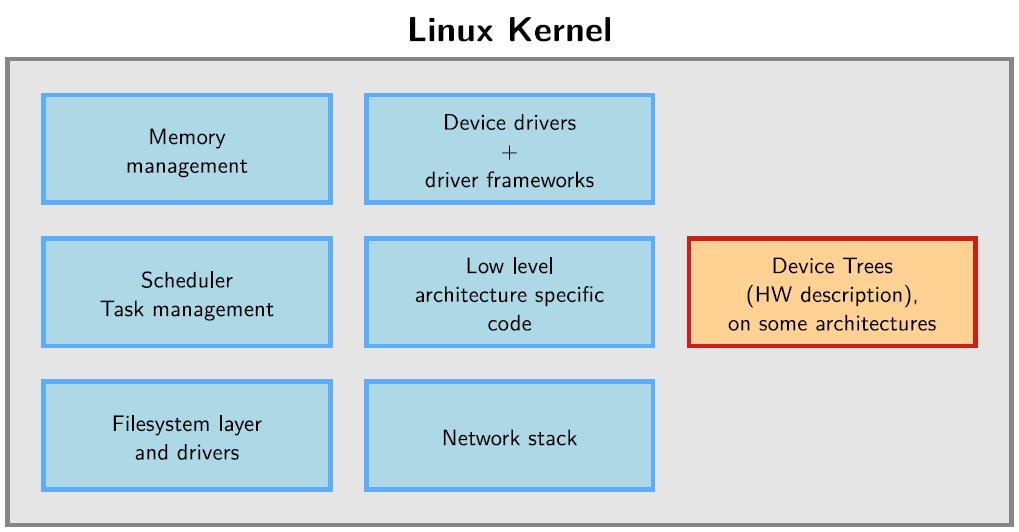 Linux Kernel
Memory
management
Device drivers
+
driver frameworks
Scheduler
Task management
Low level
architecture specific
code
Device Trees
(HW description),
on some architectures
Filesystem layer
and drivers
Network stack